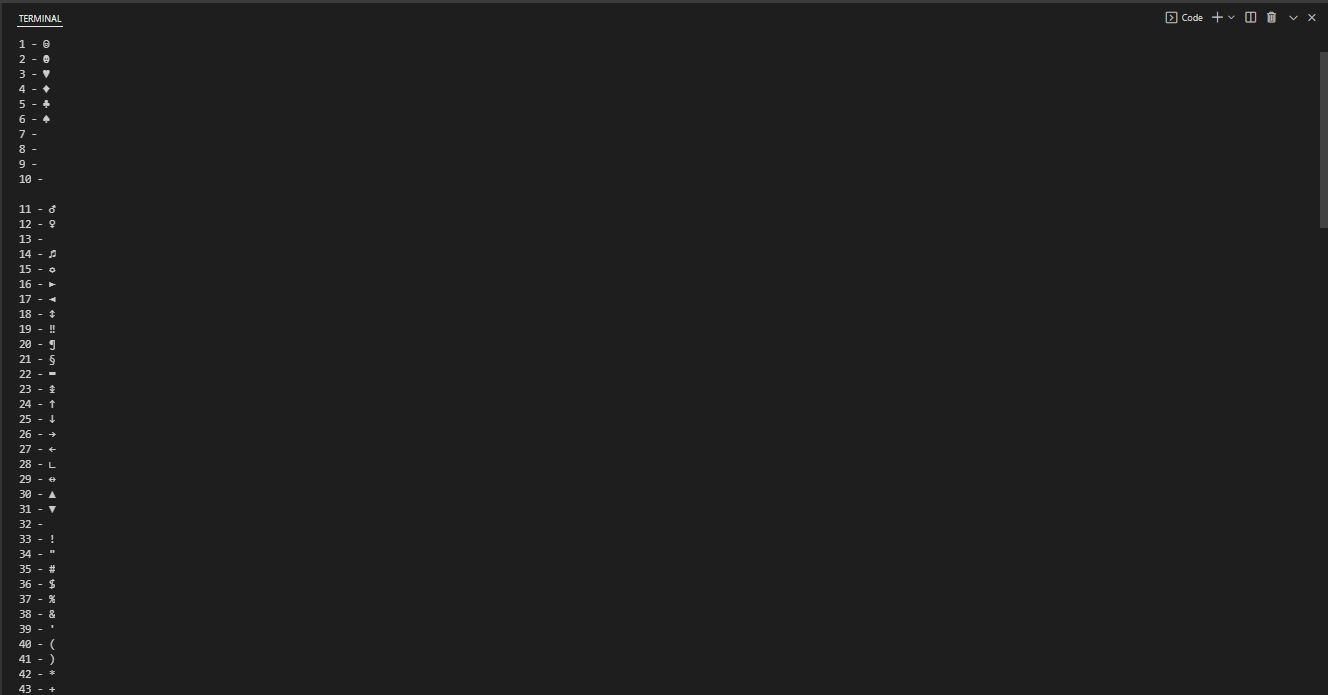 TERMINAL
Code
1 - ☺
2 - ☻
3 - ♥
4 - ♦
5 - ♣
6 - ♠
7 -
8 -
9 -
10 -

11 - ♂
12 - ♀
13 -
14 - ♫
15 - ☼
16 - ►
17 - ◄
18 - ↕
19 - ‼
20 - ¶
21 - §
22 - ▬
23 - ↨
24 - ↑
25 - ↓
26 - →
27 - ←
28 - ∟
29 - ↔
30 - ▲
31 - ▼
32 -
33 - !
34 - "
35 - #
36 - $
37 - %
38 - &
39 - '
40 - (
41 - )
42 - *
43 - +